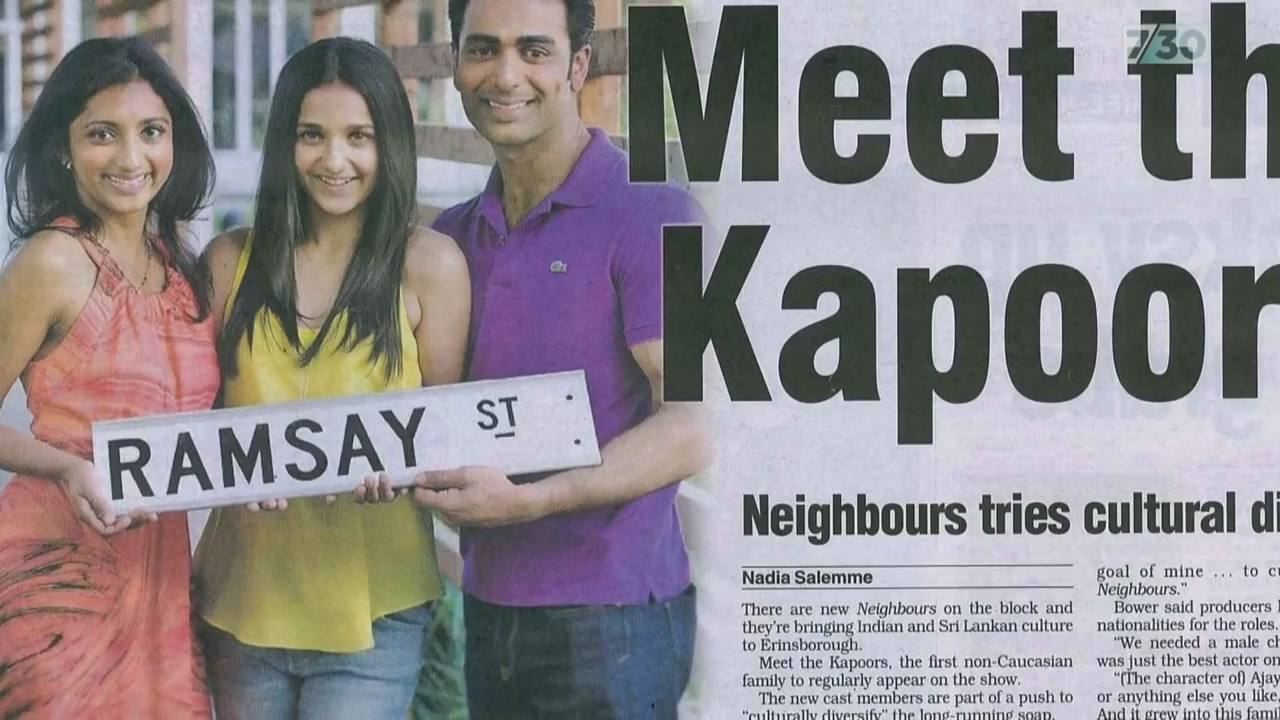 7/30
Meet th
Kapoor
RAMSAY ST
Neighbours tries cultural di
Nadia Salemme
There are new Neighbours on the block and
they're bringing Indian and Sri Lankan culture
to Erinsborough.
Meet the Kapoors, the first non-Caucasian
family to regularly appear on the show.
The new cast members are part of a push to
"culturally diversify" the long-running soap.
goal of mine ... to cu
Neighbours."
Bower said producers
nationalities for the roles.
"We needed a male ch
was just the best actor on
"(The character of) Ajay
or anything else you like,
And it grew into this fami